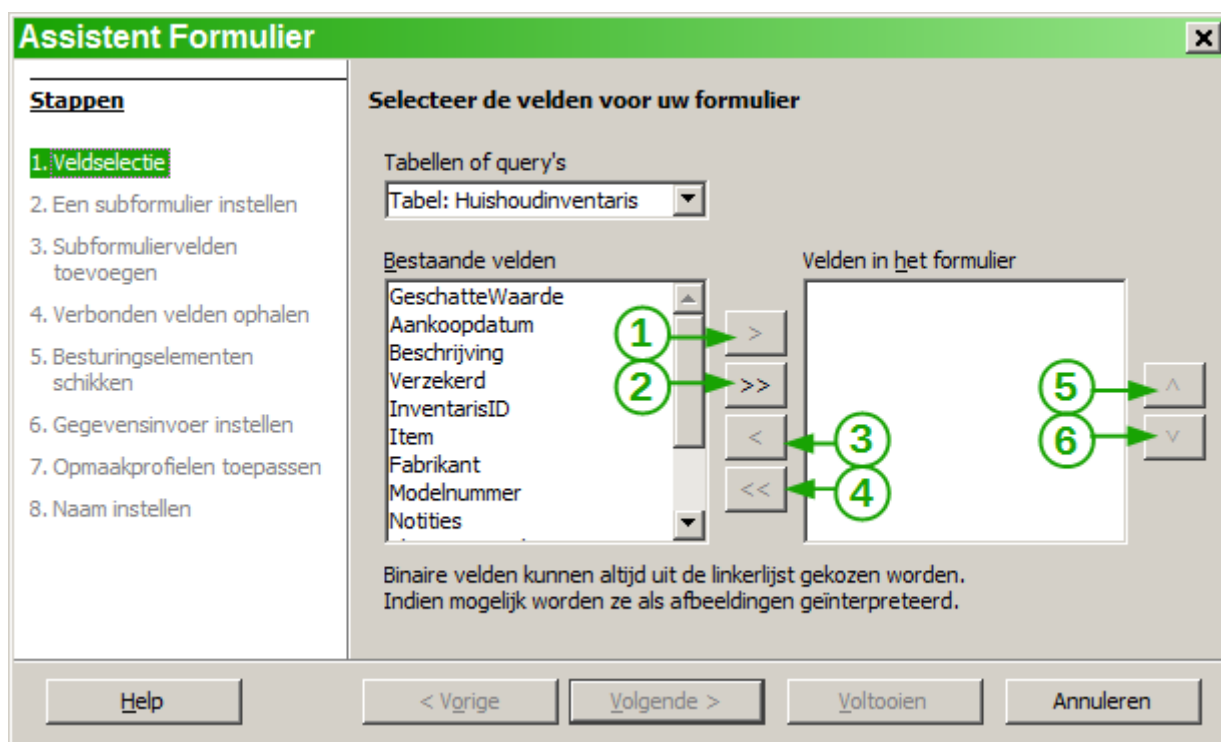 Assistent Formulier
Stappen
1. Veldselectie
2. Een subformulier instellen
3. Subformuliervelden
toevoegen
4. Verbonden velden ophalen
5. Besturingselementen
schikken
6. Gegevensinvoer instellen
7. Opmaakprofielen toepassen
8. Naam instellen
Selecteer de velden voor uw formulier
Tabellen of query's
Tabel: Huishoudinventaris
Bestaande velden
GeschatteWaarde
Aankoopdatum
Beschrijving
Verzekerd
InventarisID
Item
Fabrikant
Modelnummer
Notities
1 >
2 >>
< 3
<< 4
Velden in het formulier
5 ^
6 v
Binaire velden kunnen altijd uit de linkerlijst gekozen worden.
Indien mogelijk worden ze als afbeeldingen geïnterpreteerd.
Help
< Vorige
Volgende >
Voltooien
Annuleren